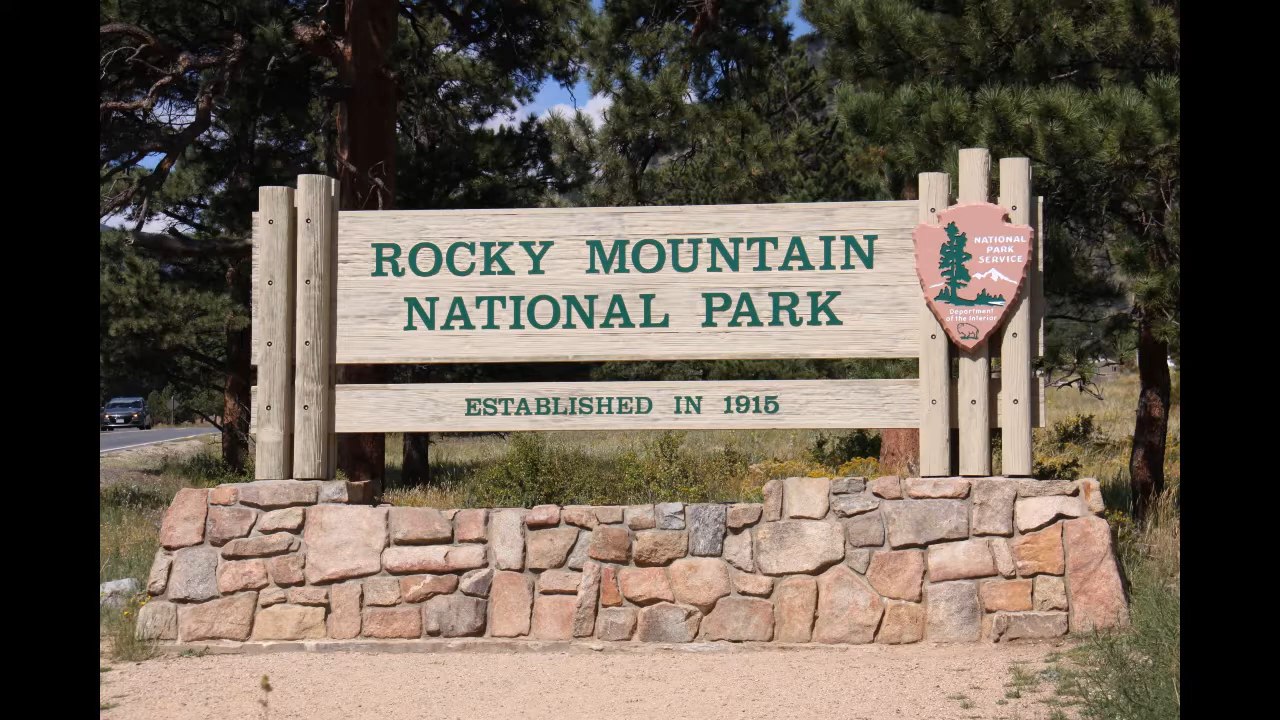 ROCKY MOUNTAIN
NATIONAL PARK
ESTABLISHED IN 1915
NATIONAL
PARK
SERVICE
Department
of the Interior